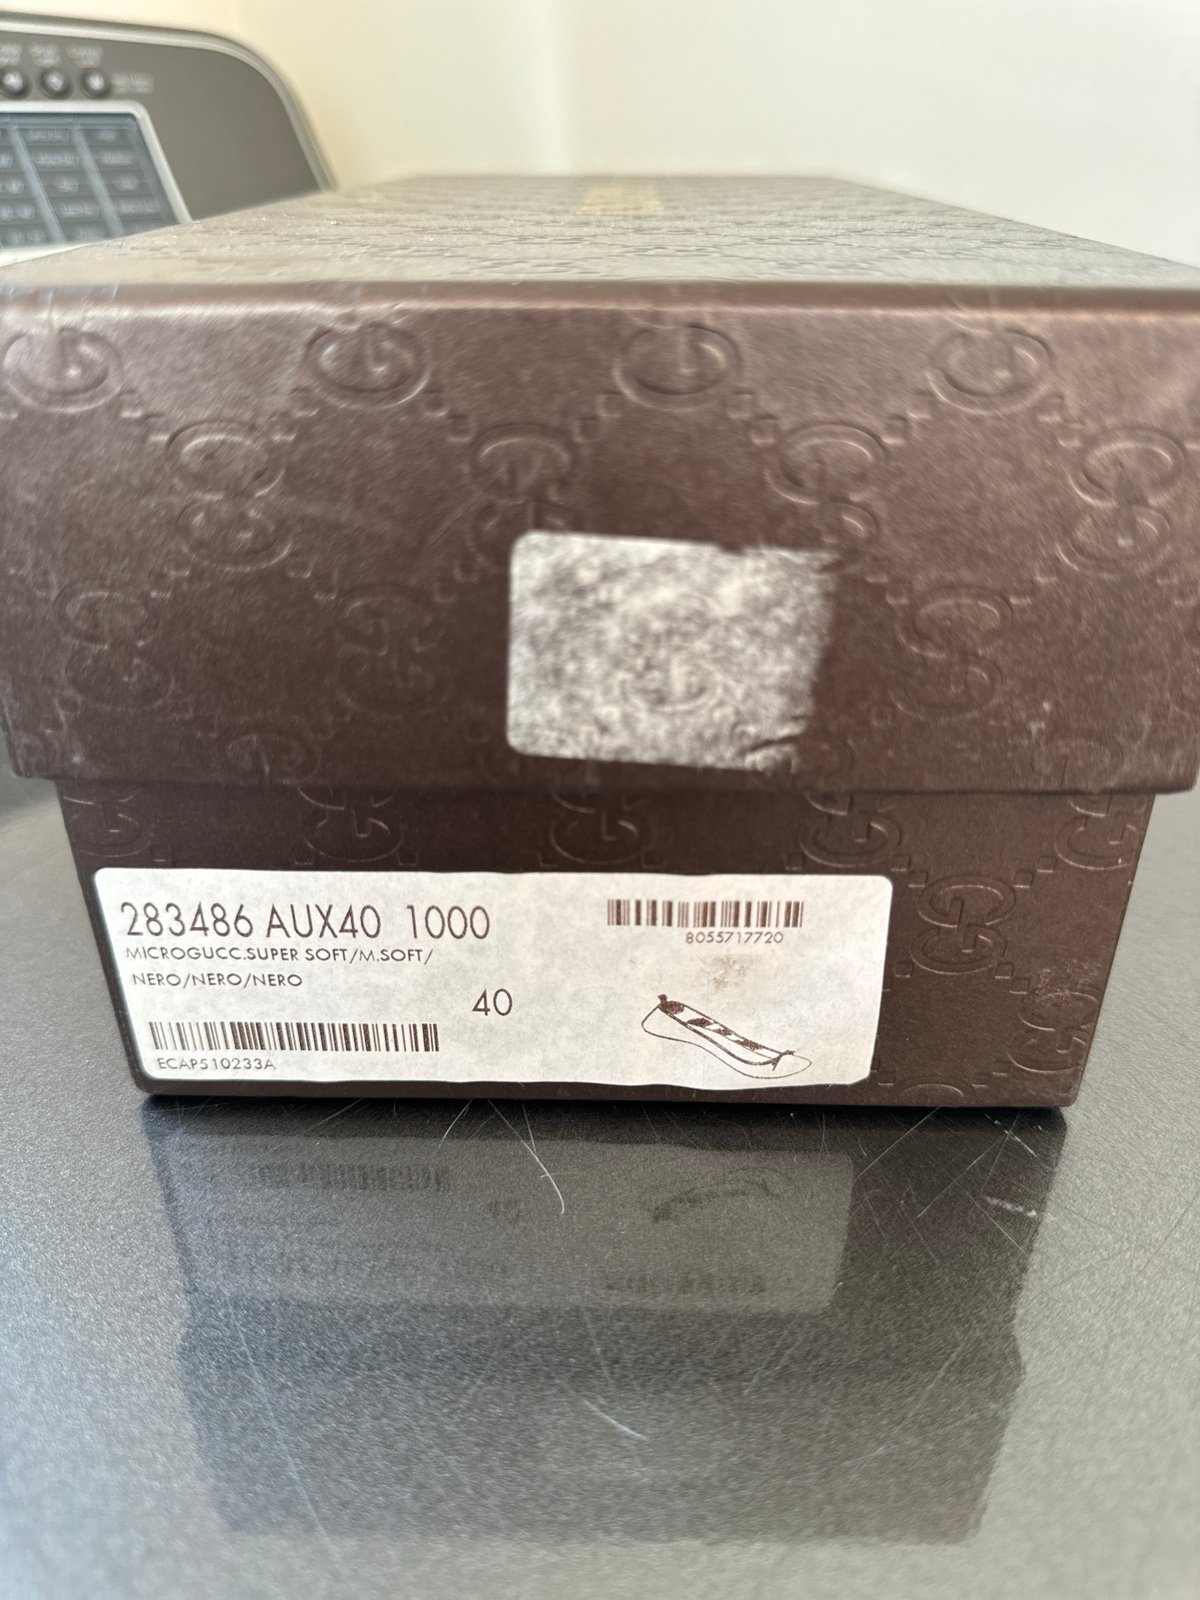 283486 AUX40 1000
MICROGUCC.SUPER SOFT/M.SOFT/
NERO/NERO/NERO
40
ECAP510233A
8055717720